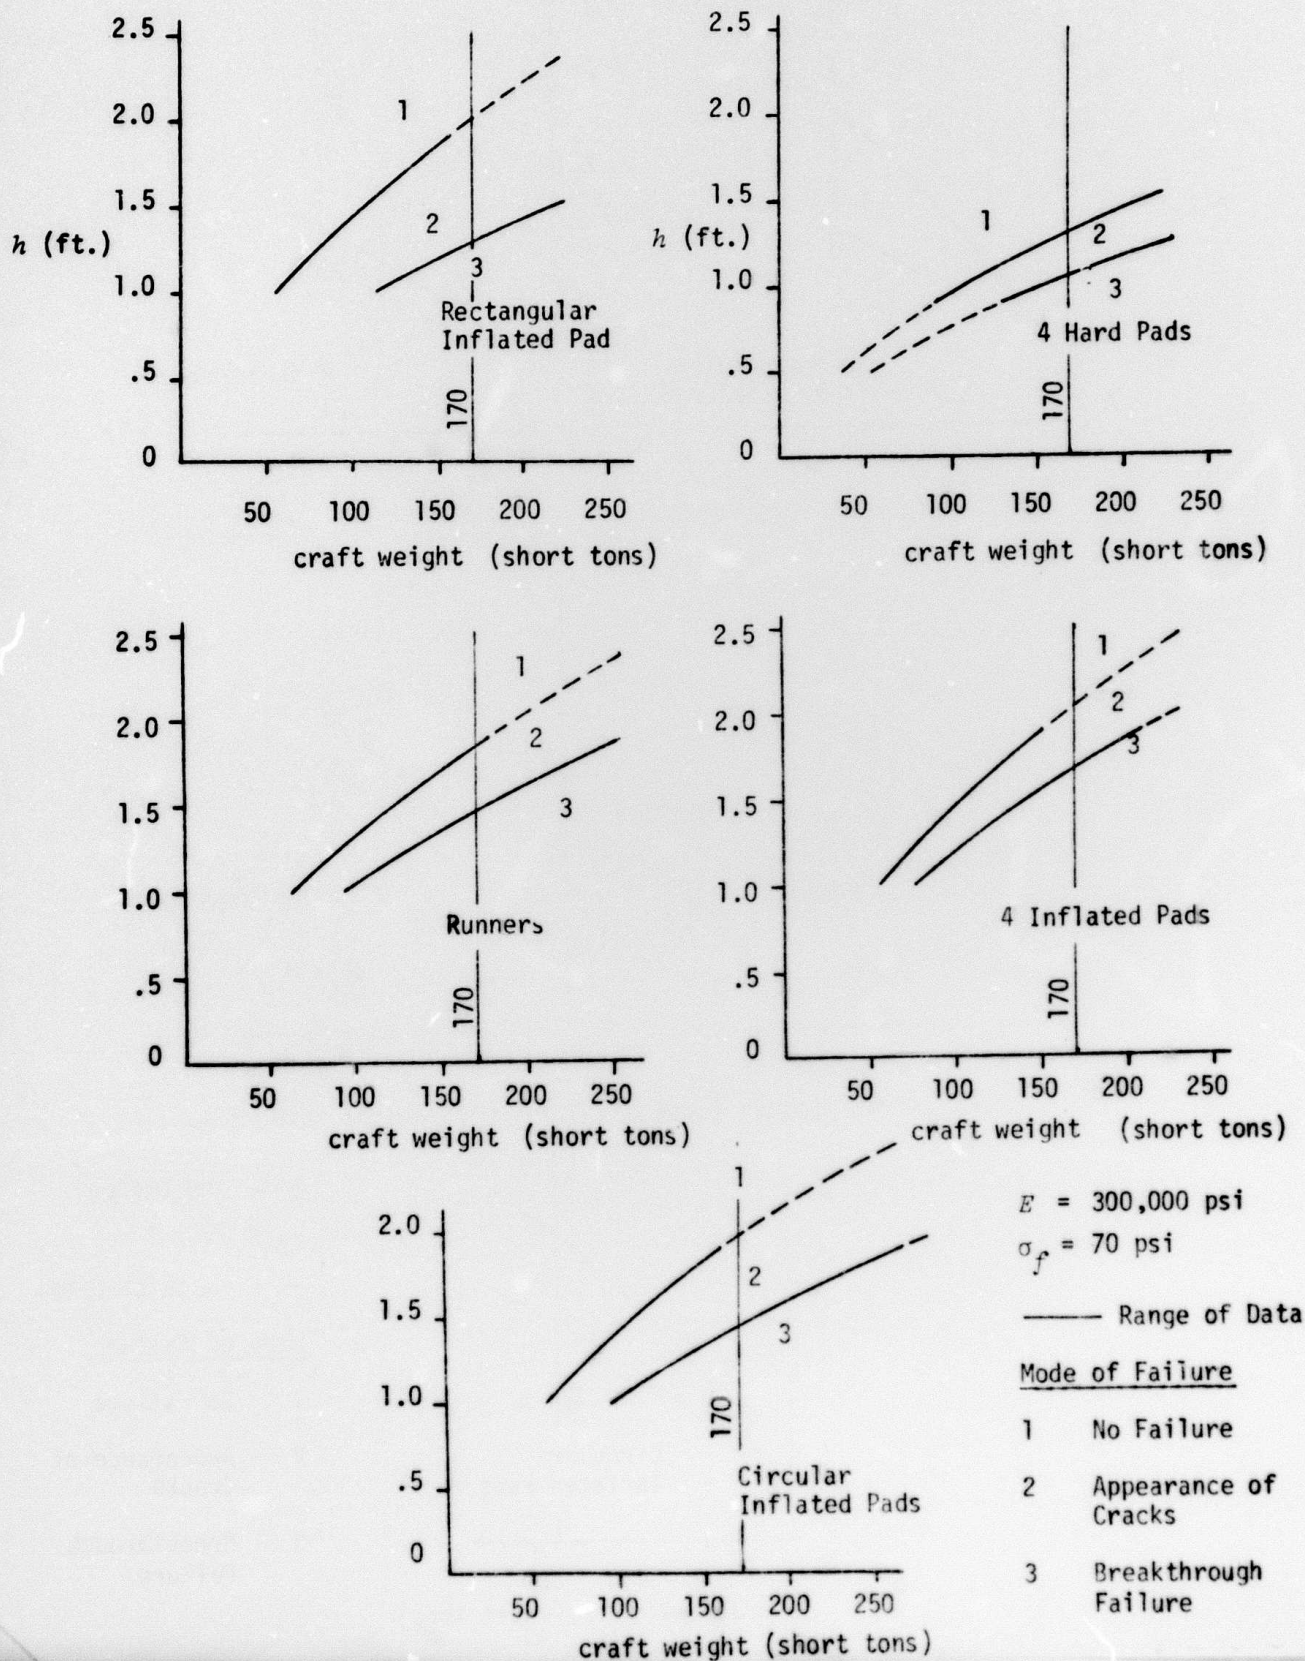 2.5
2.0
1.5
h (ft.)
1.0
.5
0
1
2
3
Rectangular
Inflated Pad
170
50 100 150 200 250
craft weight (short tons)
2.5
2.0
1.5
h (ft.)
1.0
.5
0
1
2
3
4 Hard Pads
170
50 100 150 200 250
craft weight (short tons)
2.5
2.0
1.5
1.0
.5
0
1
2
3
Runners
170
50 100 150 200 250
craft weight (short tons)
2.5
2.0
1.5
1.0
.5
0
1
2
3
4 Inflated Pads
170
50 100 150 200 250
craft weight (short tons)
2.0
1.5
1.0
.5
0
1
2
3
170
Circular
Inflated Pads
50 100 150 200 250
craft weight (short tons)
E = 300,000 psi
σf = 70 psi
Range of Data
Mode of Failure
1 No Failure
2 Appearance of
Cracks
3 Breakthrough
Failure